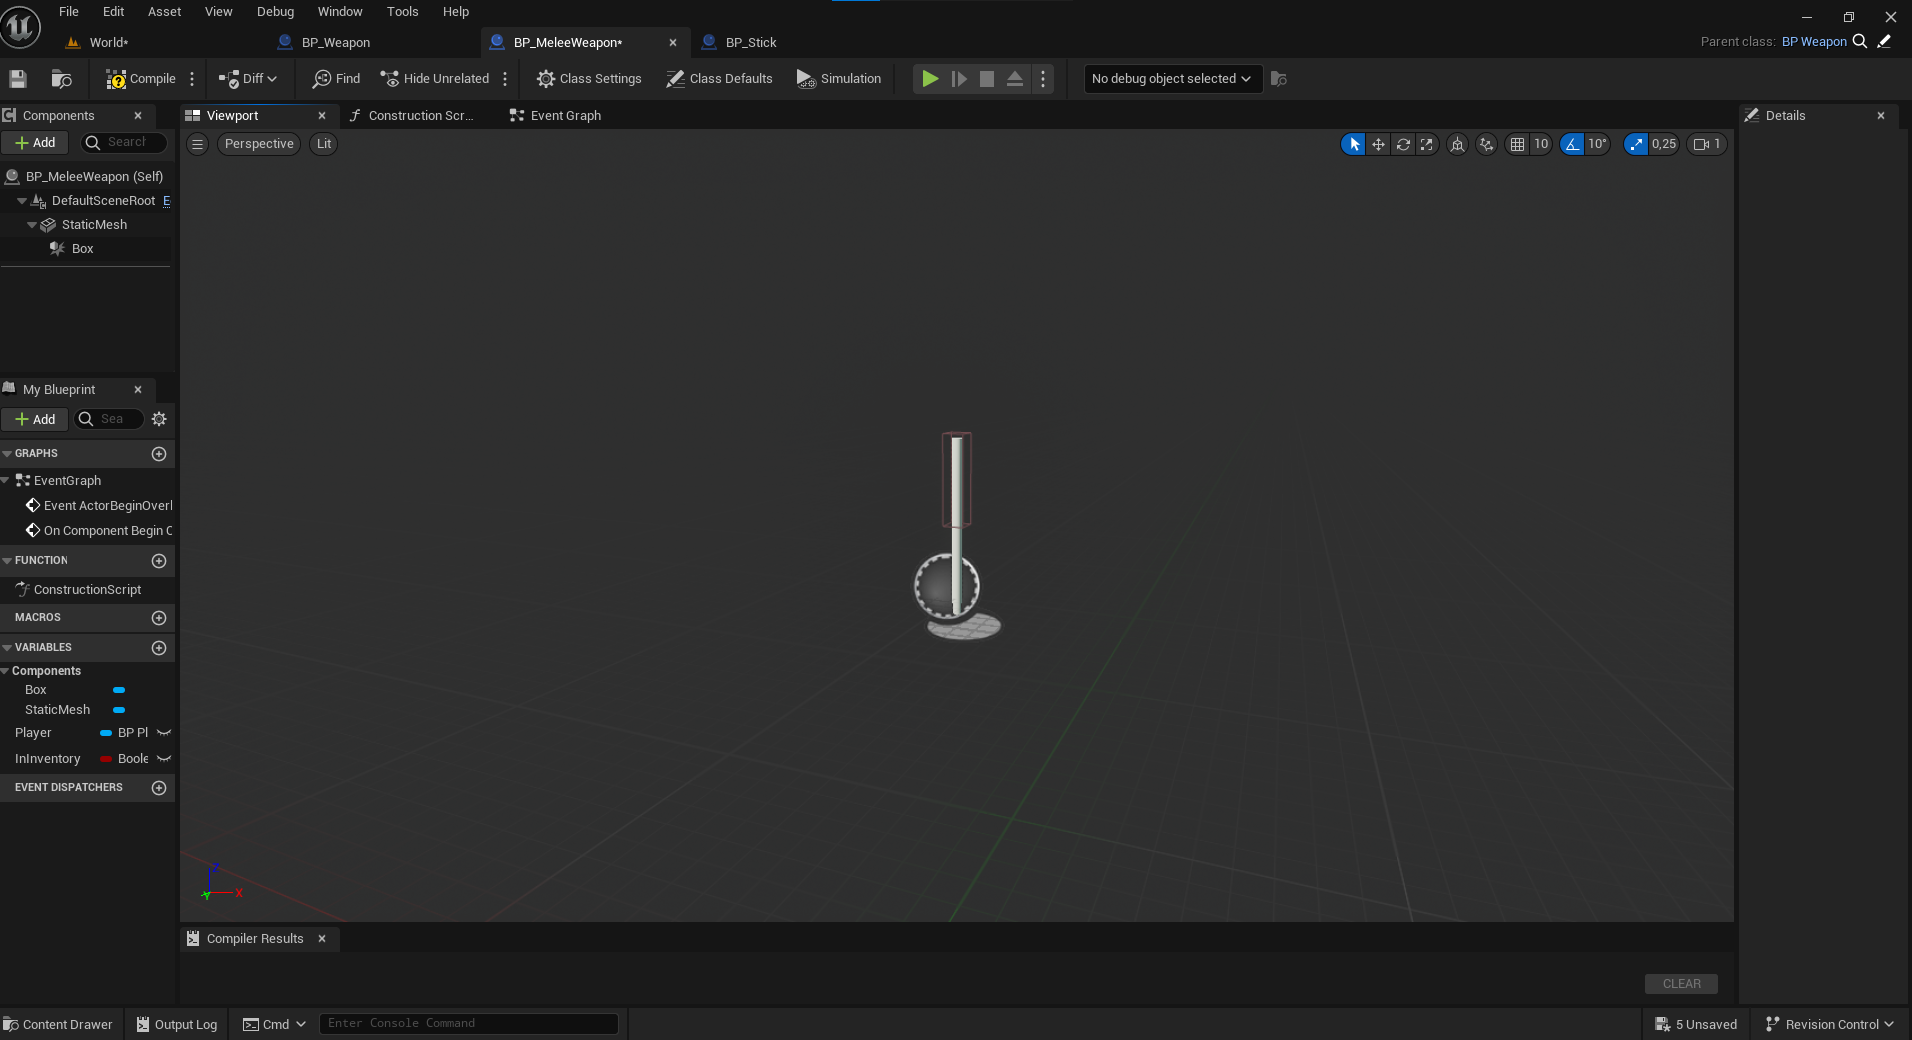 File Edit Asset View Debug Window Tools Help
World* BP_Weapon BP_MeleeWeapon* BP_Stick
Parent class: BP Weapon
Compile Diff Find Hide Unrelated Class Settings Class Defaults Simulation No debug object selected
Components Viewport Construction Scr... Event Graph Details
Add Search
Perspective Lit 10 10° 0,25 1
BP_MeleeWeapon (Self)
DefaultSceneRoot
StaticMesh
Box
My Blueprint
Add Sea
GRAPHS
EventGraph
Event ActorBeginOverl
On Component Begin O
FUNCTION
ConstructionScript
MACROS
VARIABLES
Components
Box
StaticMesh
Player BP Pl
InInventory Boole
EVENT DISPATCHERS
Z
Y X
Compiler Results
CLEAR
Content Drawer Output Log Cmd Enter Console Command 5 Unsaved Revision Control